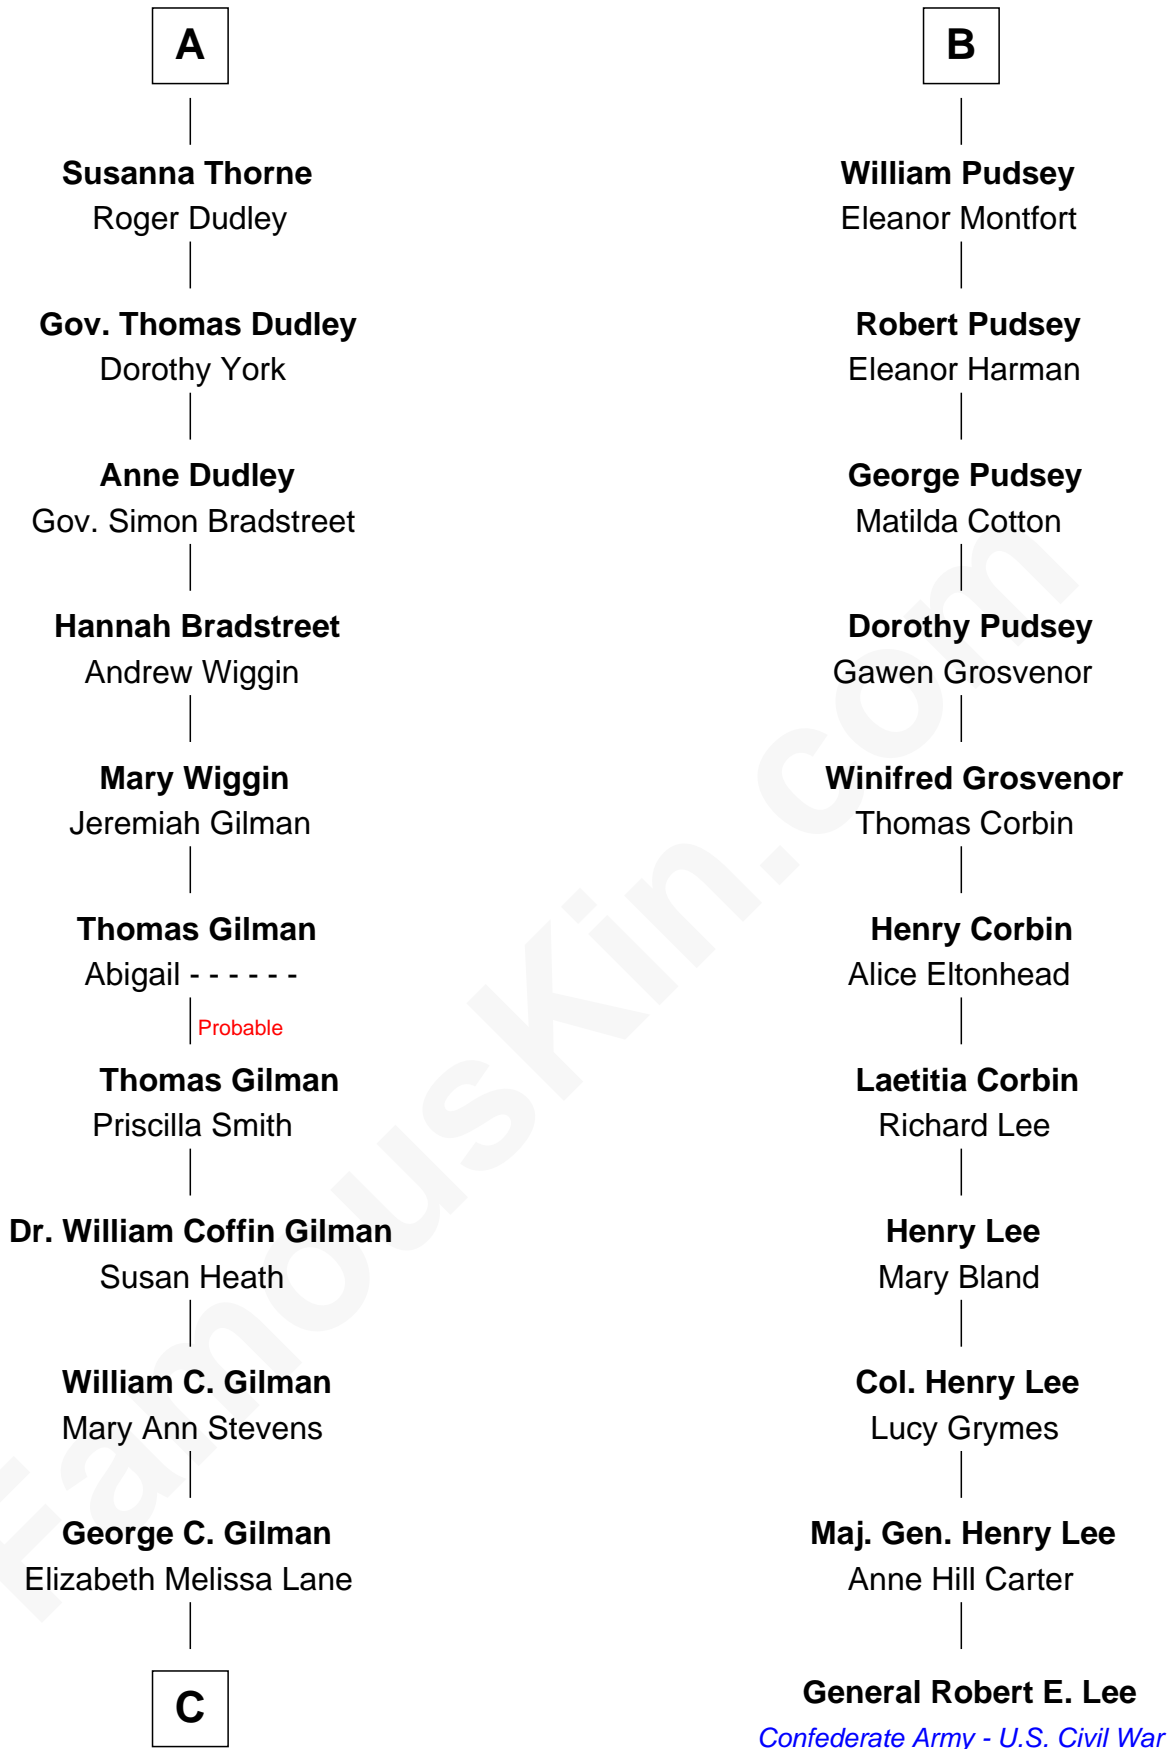 A
Susanna Thorne
Roger Dudley
Gov. Thomas Dudley
Dorothy York
Anne Dudley
Gov. Simon Bradstreet
Hannah Bradstreet
Andrew Wiggin
Mary Wiggin
Jeremiah Gilman
Thomas Gilman
Abigail - - - - - -
Probable
Thomas Gilman
Priscilla Smith
Dr. William Coffin Gilman
Susan Heath
William C. Gilman
Mary Ann Stevens
George C. Gilman
Elizabeth Melissa Lane
C
B
William Pudsey
Eleanor Montfort
Robert Pudsey
Eleanor Harman
George Pudsey
Matilda Cotton
Dorothy Pudsey
Gawen Grosvenor
Winifred Grosvenor
Thomas Corbin
Henry Corbin
Alice Eltonhead
Laetitia Corbin
Richard Lee
Henry Lee
Mary Bland
Col. Henry Lee
Lucy Grymes
Maj. Gen. Henry Lee
Anne Hill Carter
General Robert E. Lee
Confederate Army - U.S. Civil War
FamousKin.com